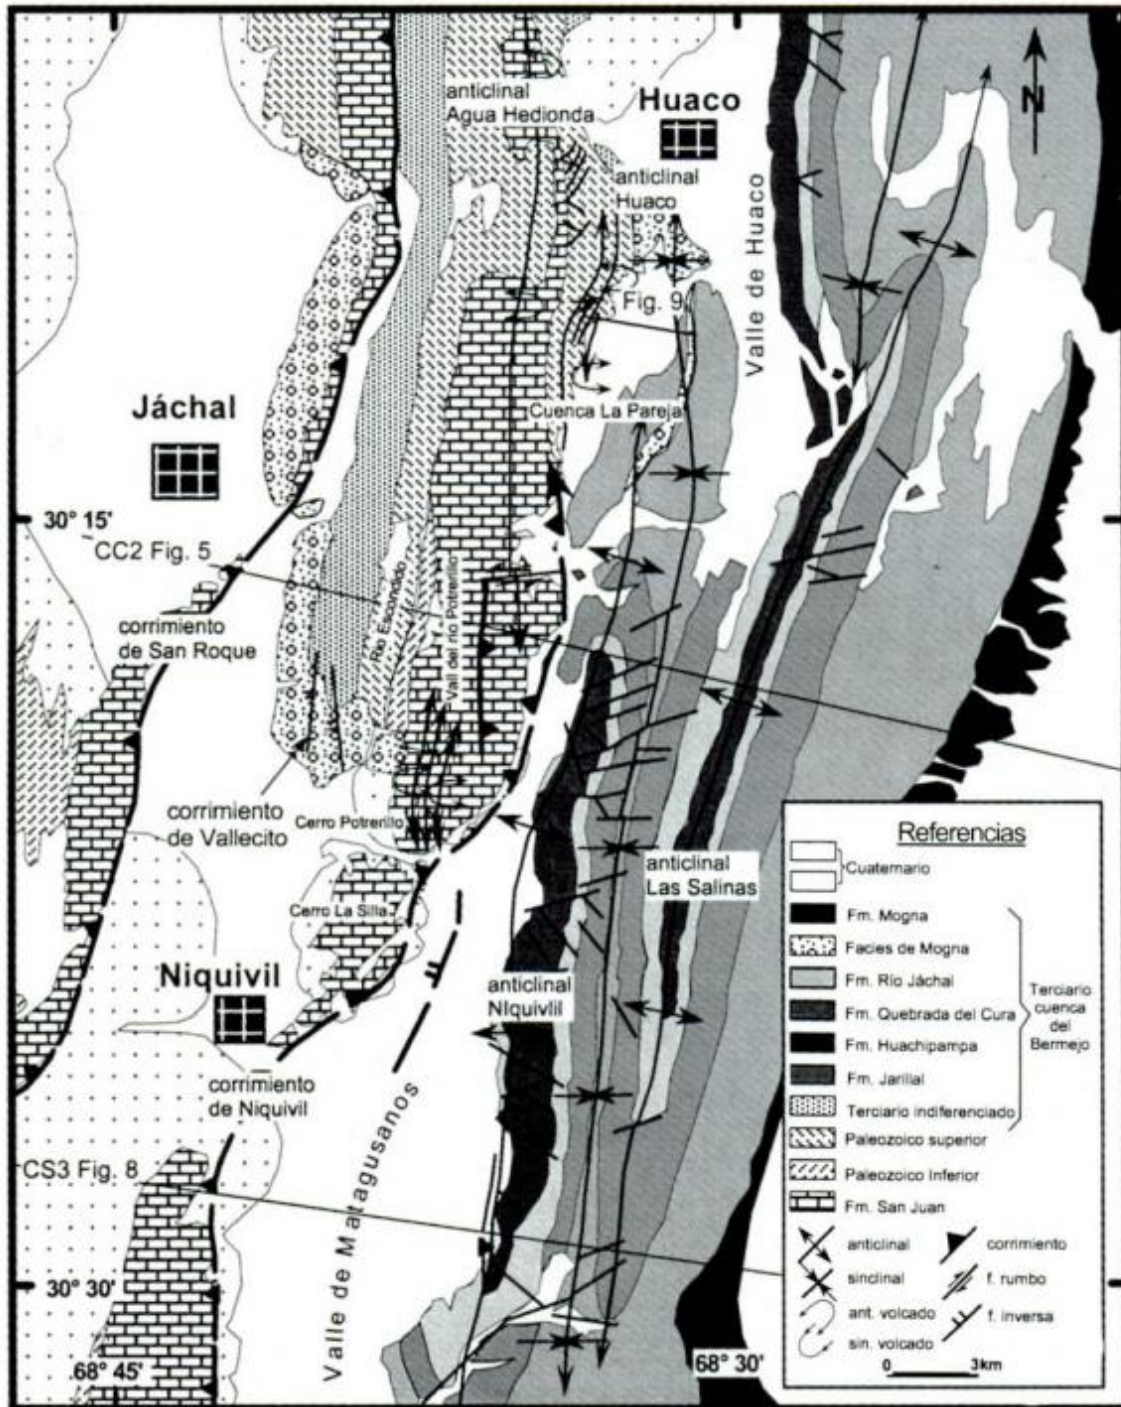 anticlinal
Agua Hedionda
Huaco
N
anticlinal
Huaco
Valle de Huaco
Fig. 9
Jáchal
Cuenca La Pareja
30° 15'
CC2 Fig. 5
Río Escondido
Vall del río Potrerillo
corrimiento
de San Roque
corrimiento
de Vallecito
Cerro Potrerillo
anticlinal
Las Salinas
Cerro La Silla
Niquivil
anticlinal
NIquivlil
corrimiento
de Niquivil
Valle de Matagusanos
CS3 Fig. 8
30° 30'
68° 45'
68° 30'
Referencias
Cuaternario
Fm. Mogna
Facies de Mogna
Fm. Río Jáchal
Fm. Quebrada del Cura
Fm. Huachipampa
Fm. Jarillal
Terciario indiferenciado
Terciario
cuenca
del
Bermejo
Paleozoico superior
Paleozoico Inferior
Fm. San Juan
anticlinal
corrimiento
sinclinal
f. rumbo
ant. volcado
f. inversa
sin. volcado
0 3km